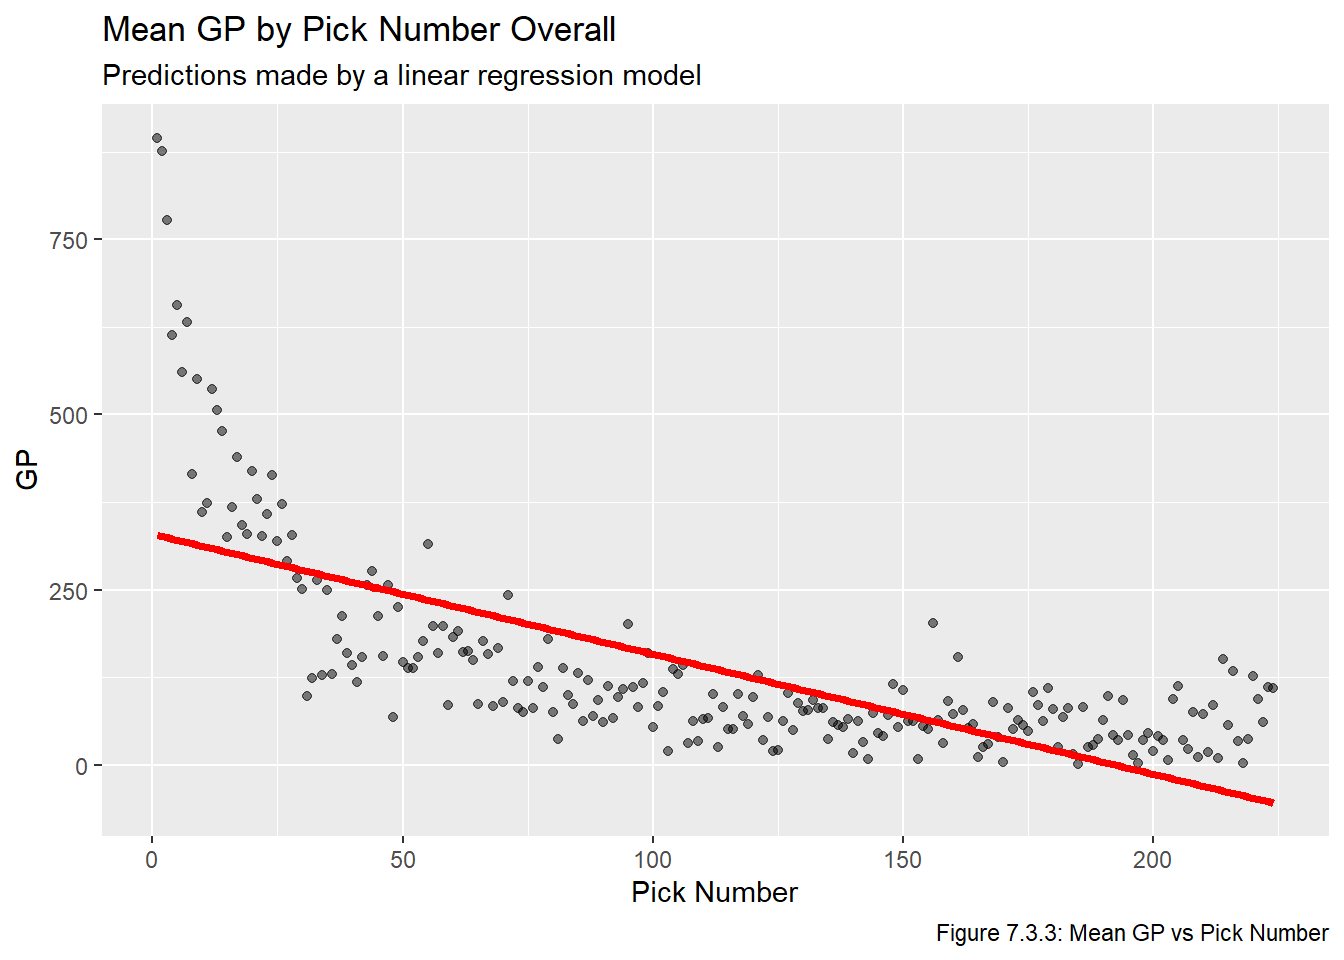 Mean GP by Pick Number Overall
Predictions made by a linear regression model
GP
750
500
250
0
0 50 100 150 200
Pick Number
Figure 7.3.3: Mean GP vs Pick Number